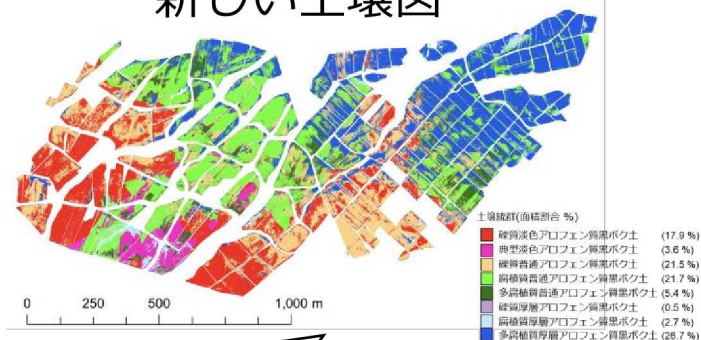 新しい土壌図
土壌統群(面積割合 %)
礫質淡色アロフェン質黒ボク土 (17.9 %)
典型淡色アロフェン質黒ボク土 (3.6 %)
礫質普通アロフェン質黒ボク土 (21.5 %)
腐植質普通アロフェン質黒ボク土 (21.7 %)
多腐植質普通アロフェン質黒ボク土 (5.4 %)
礫質厚層アロフェン質黒ボク土 (0.5 %)
腐植質厚層アロフェン質黒ボク土 (2.7 %)
多腐植質厚層アロフェン質黒ボク土 (26.7 %)
0 250 500 1,000 m